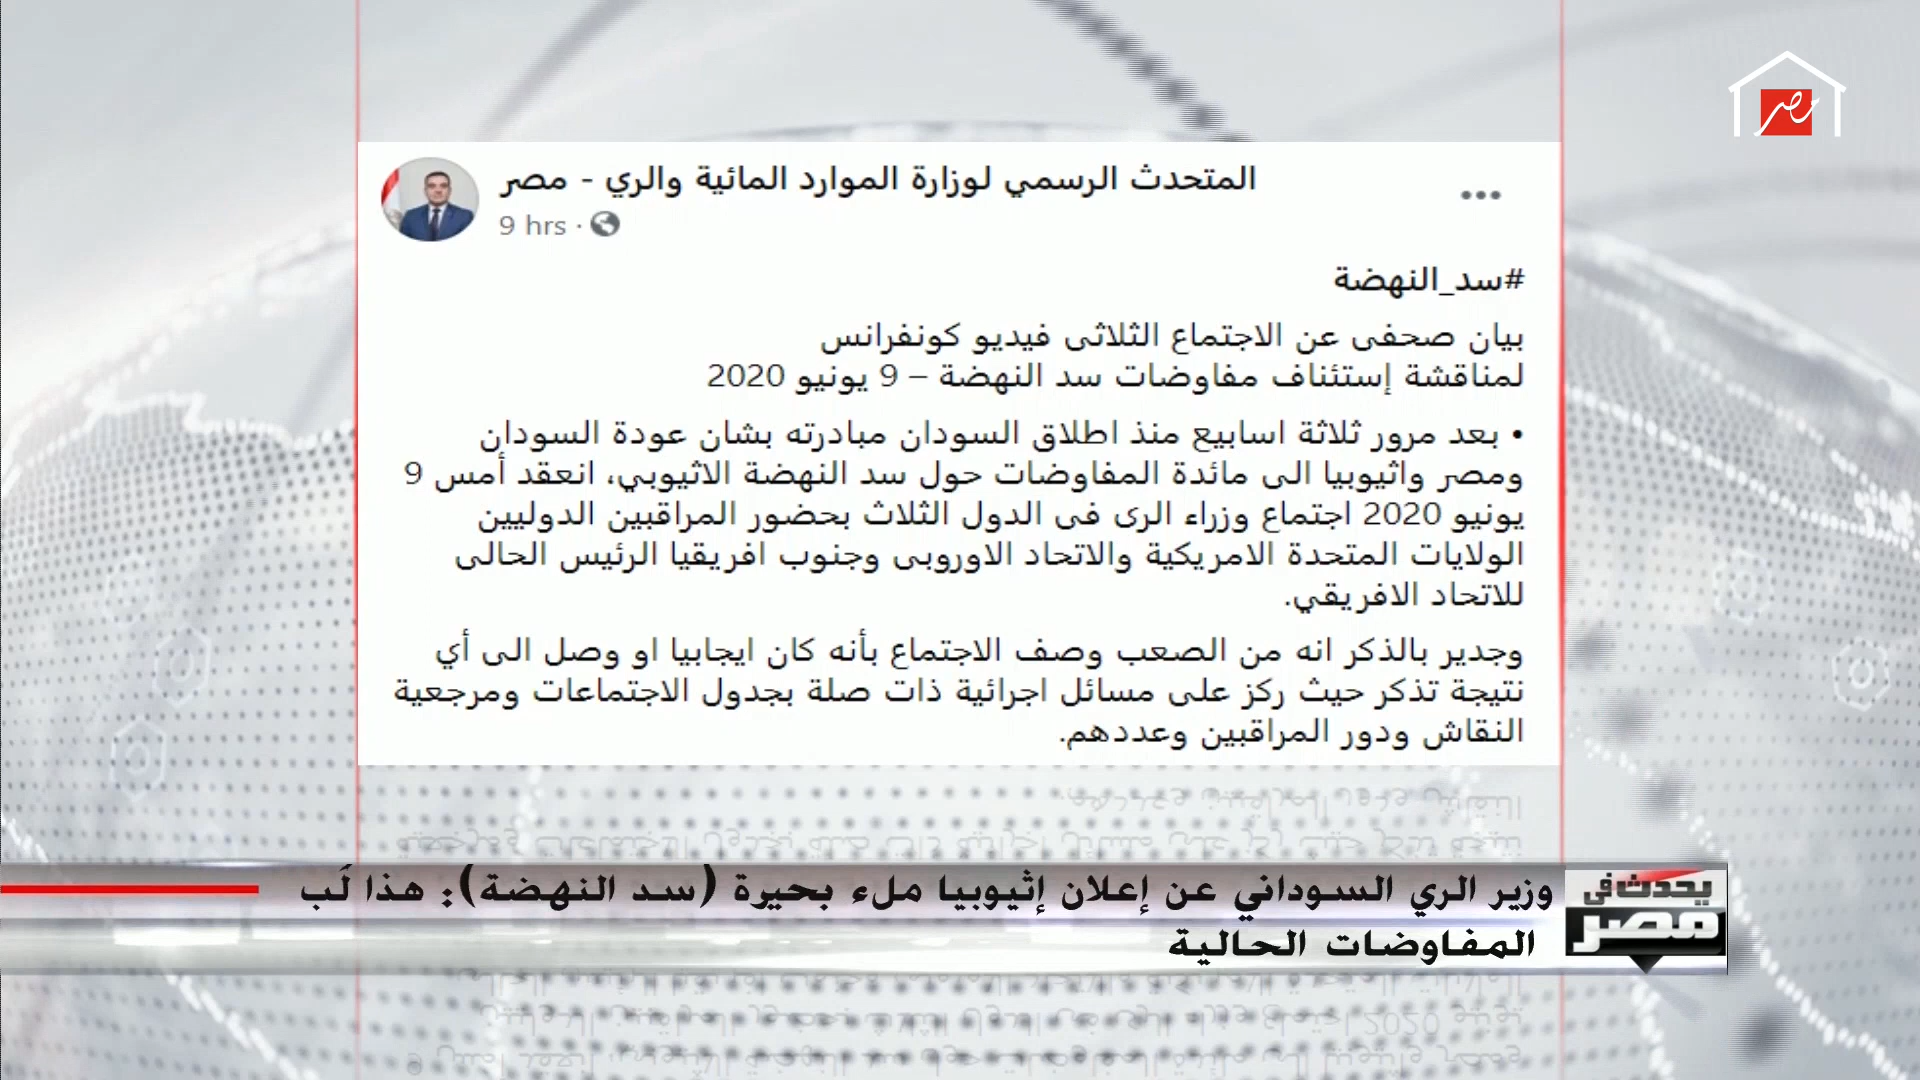 مصر
المتحدث الرسمي لوزارة الموارد المائية والري - مصر
9 hrs ·
#سد_النهضة
بيان صحفى عن الاجتماع الثلاثى فيديو كونفرانس
لمناقشة إستئناف مفاوضات سد النهضة – 9 يونيو 2020
• بعد مرور ثلاثة اسابيع منذ اطلاق السودان مبادرته بشان عودة السودان
ومصر واثيوبيا الى مائدة المفاوضات حول سد النهضة الاثيوبي، انعقد أمس 9
يونيو 2020 اجتماع وزراء الرى فى الدول الثلاث بحضور المراقبين الدوليين
الولايات المتحدة الامريكية والاتحاد الاوروبى وجنوب افريقيا الرئيس الحالى
للاتحاد الافريقي.
وجدير بالذكر انه من الصعب وصف الاجتماع بأنه كان ايجابيا او وصل الى أي
نتيجة تذكر حيث ركز على مسائل اجرائية ذات صلة بجدول الاجتماعات ومرجعية
النقاش ودور المراقبين وعددهم.
يحدث فى
مصر
وزير الري السوداني عن إعلان إثيوبيا ملء بحيرة (سد النهضة): هذا لَب
المفاوضات الحالية